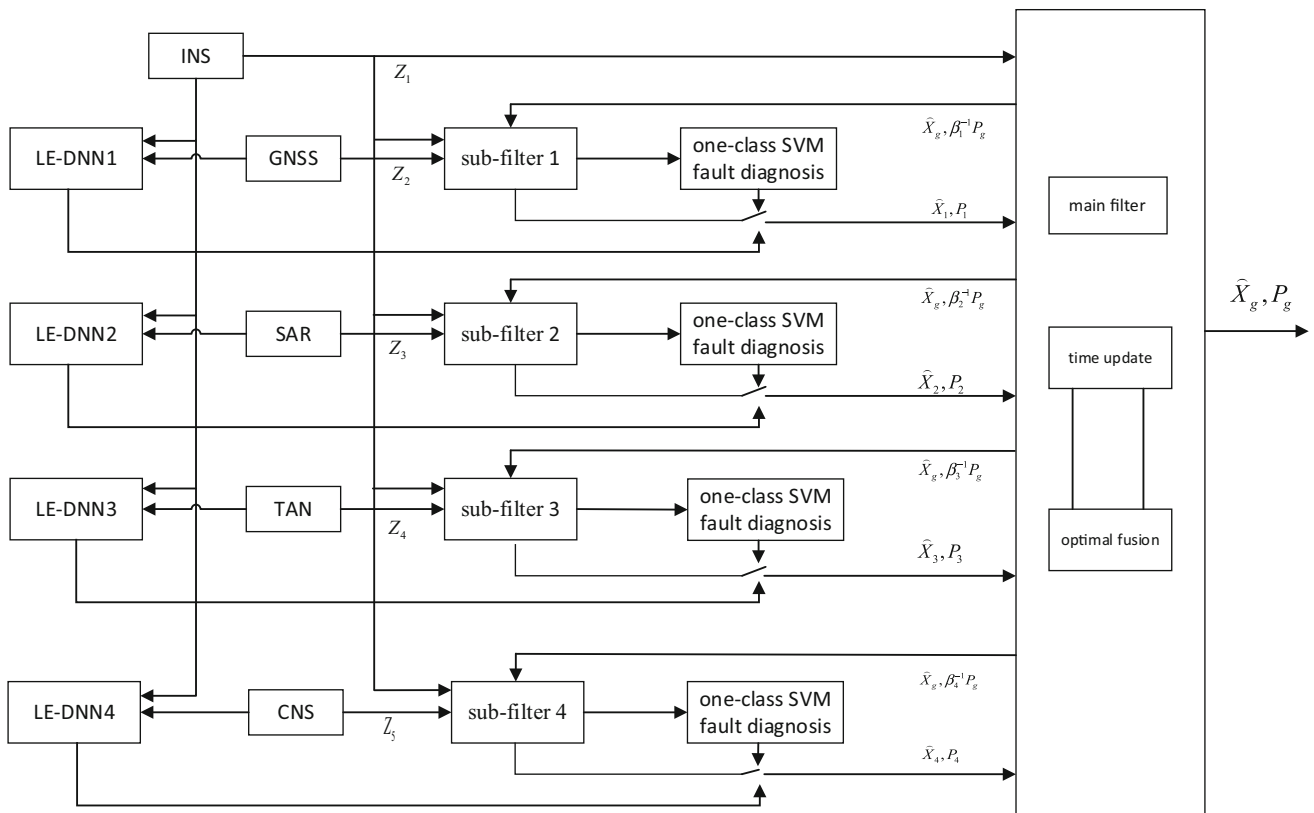 INS
Z₁
X̂g, β₁⁻¹Pg
LE-DNN1
GNSS
Z₂
sub-filter 1
one-class SVM
fault diagnosis
X̂₁, P₁
main filter
X̂g, β₂⁻¹Pg
X̂g, Pg
LE-DNN2
SAR
Z₃
sub-filter 2
one-class SVM
fault diagnosis
X̂₂, P₂
time update
X̂g, β₃⁻¹Pg
LE-DNN3
TAN
Z₄
sub-filter 3
one-class SVM
fault diagnosis
X̂₃, P₃
optimal fusion
X̂g, β₄⁻¹Pg
LE-DNN4
CNS
Z₅
sub-filter 4
one-class SVM
fault diagnosis
X̂₄, P₄